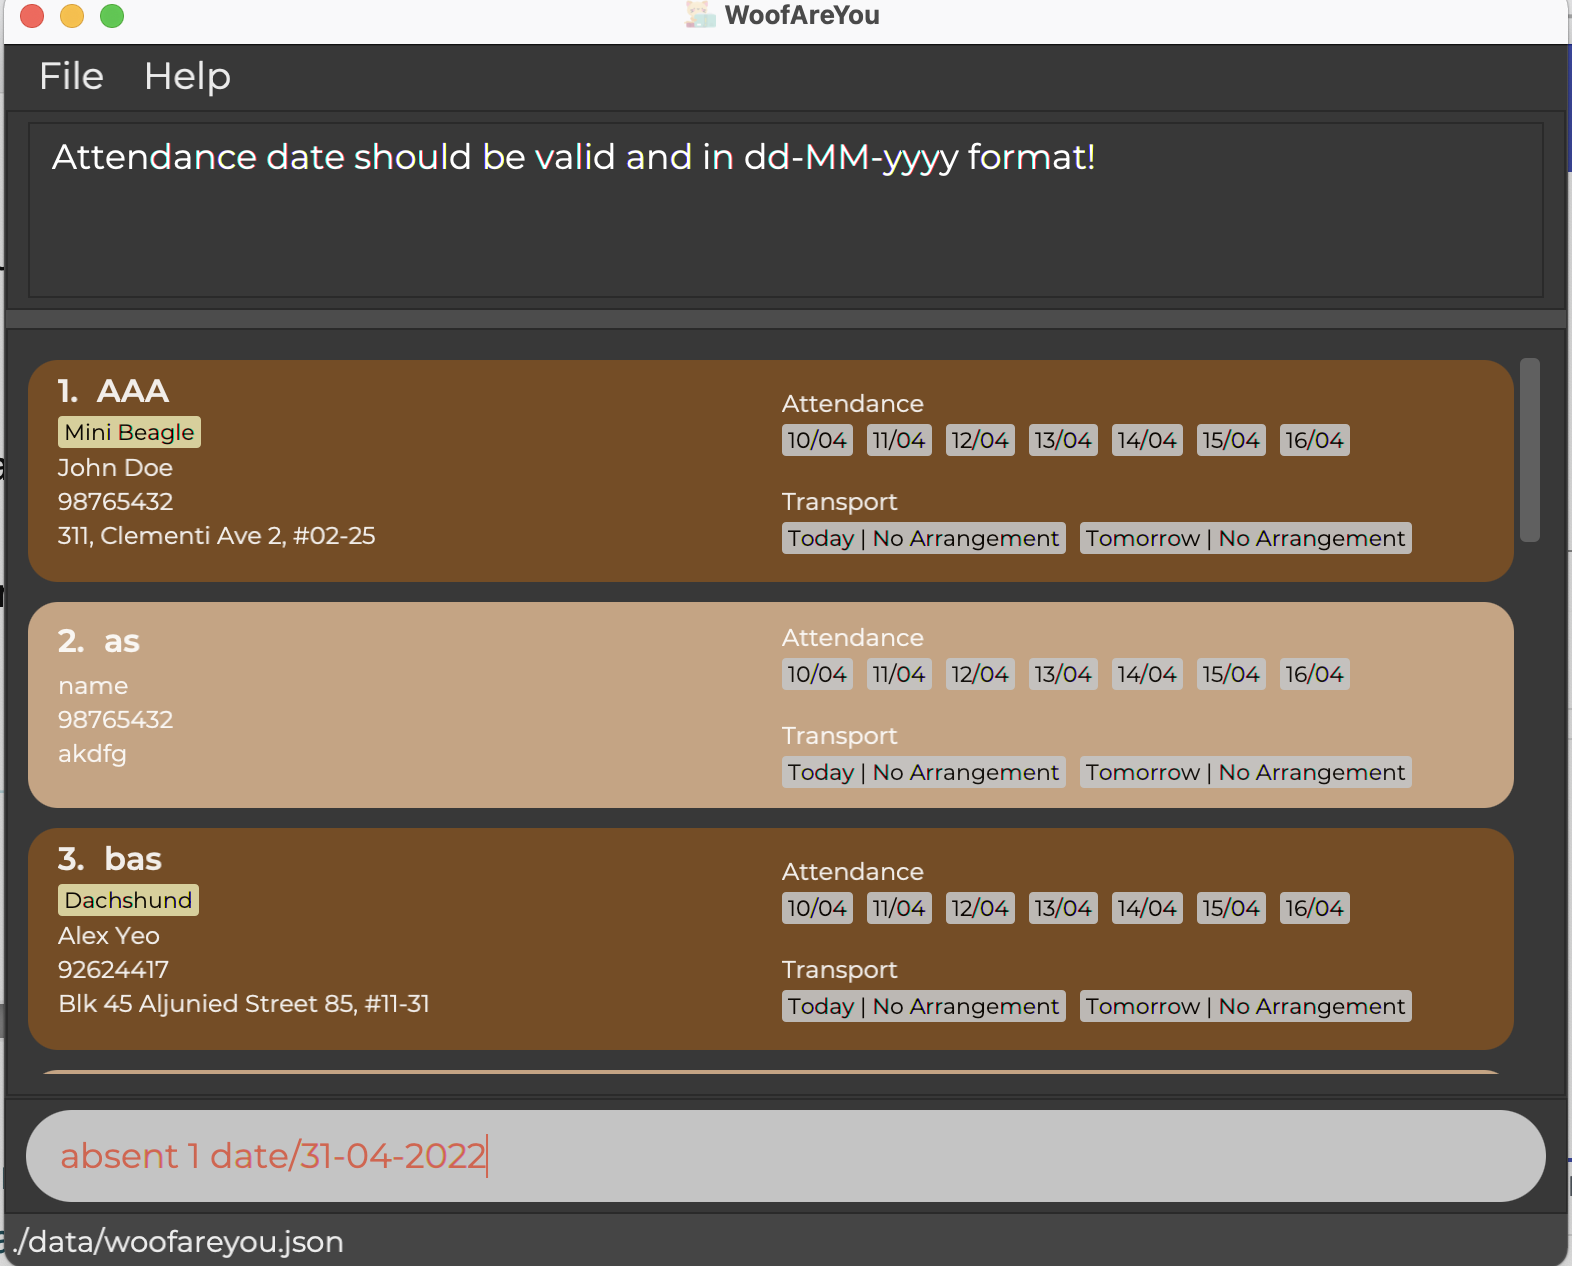 WoofAreYou
File Help
Attendance date should be valid and in dd-MM-yyyy format!
1. AAA
Mini Beagle
John Doe
98765432
311, Clementi Ave 2, #02-25
Attendance
10/04 11/04 12/04 13/04 14/04 15/04 16/04
Transport
Today | No Arrangement Tomorrow | No Arrangement
2. as
name
98765432
akdfg
Attendance
10/04 11/04 12/04 13/04 14/04 15/04 16/04
Transport
Today | No Arrangement Tomorrow | No Arrangement
3. bas
Dachshund
Alex Yeo
92624417
Blk 45 Aljunied Street 85, #11-31
Attendance
10/04 11/04 12/04 13/04 14/04 15/04 16/04
Transport
Today | No Arrangement Tomorrow | No Arrangement
absent 1 date/31-04-2022
./data/woofareyou.json